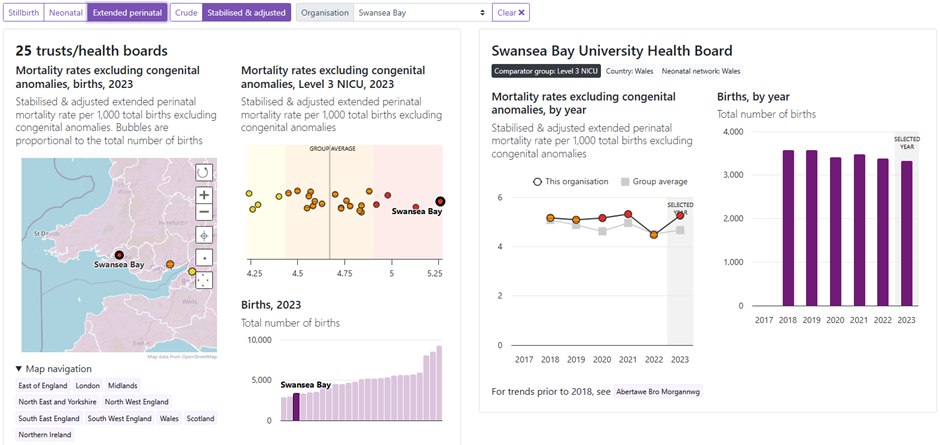 Stillbirth Neonatal Extended perinatal Crude Stabilised & adjusted Organisation Swansea Bay Clear ✕
25 trusts/health boards
Mortality rates excluding congenital
anomalies, births, 2023
Stabilised & adjusted extended perinatal
mortality rate per 1,000 total births excluding
congenital anomalies. Bubbles are
proportional to the total number of births
St Davids
Hereford
Swansea Bay
Wells
Map data from OpenStreetMap
▼ Map navigation
East of England London Midlands
North East and Yorkshire North West England
South East England South West England Wales Scotland
Northern Ireland
Mortality rates excluding congenital
anomalies, Level 3 NICU, 2023
Stabilised & adjusted extended perinatal
mortality rate per 1,000 total births excluding
congenital anomalies
GROUP AVERAGE
Swansea Bay
4.25 4.5 4.75 5 5.25
Births, 2023
Total number of births
10,000
5,000
0
Swansea Bay
Swansea Bay University Health Board
Comparator group: Level 3 NICU Country: Wales Neonatal network: Wales
Mortality rates excluding congenital
anomalies, by year
Stabilised & adjusted extended perinatal
mortality rate per 1,000 total births excluding
congenital anomalies
This organisation Group average
SELECTED
YEAR
6
4
2
0
2017 2018 2019 2020 2021 2022 2023
For trends prior to 2018, see Abertawe Bro Morgannwg
Births, by year
Total number of births
SELECTED
YEAR
4,000
3,000
2,000
1,000
0
2017 2018 2019 2020 2021 2022 2023